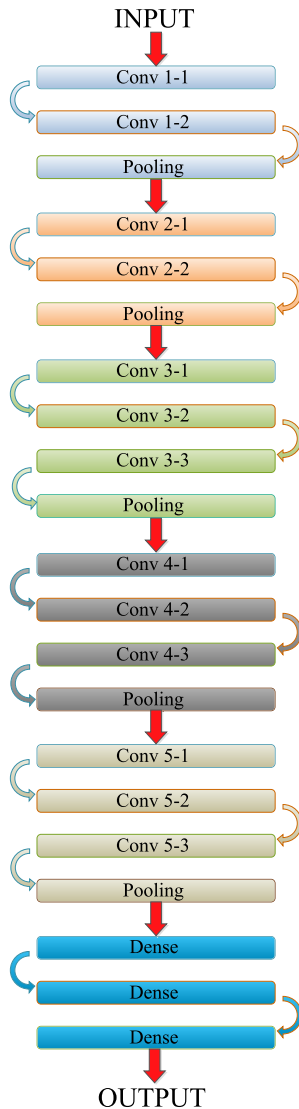 INPUT
Conv 1-1
Conv 1-2
Pooling
Conv 2-1
Conv 2-2
Pooling
Conv 3-1
Conv 3-2
Conv 3-3
Pooling
Conv 4-1
Conv 4-2
Conv 4-3
Pooling
Conv 5-1
Conv 5-2
Conv 5-3
Pooling
Dense
Dense
Dense
OUTPUT